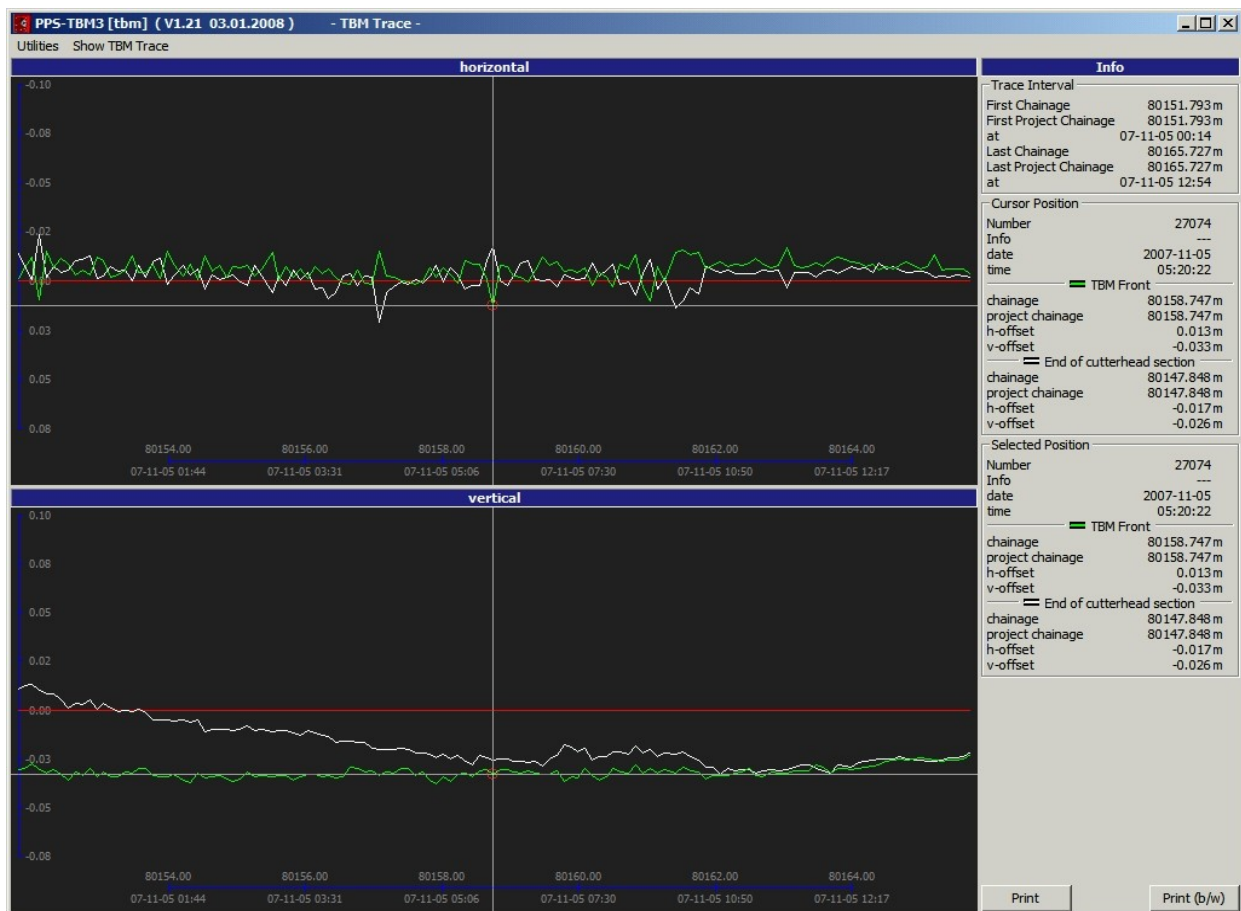 PPS-TBM3 [tbm] ( V1.21 03.01.2008 ) - TBM Trace -
Utilities Show TBM Trace
horizontal
-0.10
-0.08
-0.05
-0.02
0.00
0.03
0.05
0.08
80154.00 80156.00 80158.00 80160.00 80162.00 80164.00
07-11-05 01:44 07-11-05 03:31 07-11-05 05:06 07-11-05 07:30 07-11-05 10:50 07-11-05 12:17
vertical
0.10
0.08
0.05
0.02
0.00
-0.03
-0.05
-0.08
80154.00 80156.00 80158.00 80160.00 80162.00 80164.00
07-11-05 01:44 07-11-05 03:31 07-11-05 05:06 07-11-05 07:30 07-11-05 10:50 07-11-05 12:17
Info
Trace Interval
First Chainage 80151.793 m
First Project Chainage 80151.793 m
at 07-11-05 00:14
Last Chainage 80165.727 m
Last Project Chainage 80165.727 m
at 07-11-05 12:54
Cursor Position
Number 27074
Info ---
date 2007-11-05
time 05:20:22
TBM Front
chainage 80158.747 m
project chainage 80158.747 m
h-offset 0.013 m
v-offset -0.033 m
End of cutterhead section
chainage 80147.848 m
project chainage 80147.848 m
h-offset -0.017 m
v-offset -0.026 m
Selected Position
Number 27074
Info ---
date 2007-11-05
time 05:20:22
TBM Front
chainage 80158.747 m
project chainage 80158.747 m
h-offset 0.013 m
v-offset -0.033 m
End of cutterhead section
chainage 80147.848 m
project chainage 80147.848 m
h-offset -0.017 m
v-offset -0.026 m
Print Print (b/w)